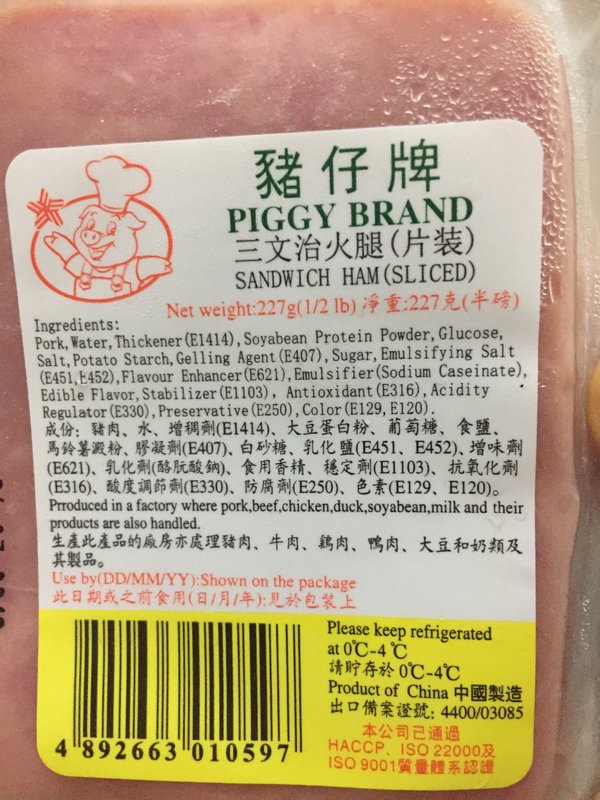 豬仔牌
PIGGY BRAND
三文治火腿(片裝)
SANDWICH HAM(SLICED)
Net weight:227g(1/2 lb) 淨重:227克(半磅)
Ingredients:
Pork,Water,Thickener(E1414),Soyabean Protein Powder,Glucose,
Salt,Potato Starch,Gelling Agent(E407),Sugar,Emulsifying Salt
(E451,E452),Flavour Enhancer(E621),Emulsifier(Sodium Caseinate),
Edible Flavor,Stabilizer(E1103), Antioxidant(E316),Acidity
Regulator(E330),Preservative(E250),Color(E129,E120).
成份：豬肉、水、增稠劑(E1414)、大豆蛋白粉、葡萄糖、食鹽、
馬鈴薯澱粉、膠凝劑(E407)、白砂糖、乳化鹽(E451、E452)、增味劑
(E621)、乳化劑(酪朊酸鈉)、食用香精、穩定劑(E1103)、抗氧化劑
(E316)、酸度調節劑(E330)、防腐劑(E250)、色素(E129、E120)。
Prroduced in a factory where pork,beef,chicken,duck,soyabean,milk and their
products are also handled.
生産此產品的廠房亦處理豬肉、牛肉、鷄肉、鴨肉、大豆和奶類及
其製品。
Use by(DD/MM/YY):Shown on the package
此日期或之前食用(日/月/年):見於包裝上
Please keep refrigerated
at 0℃-4℃
請貯存於 0℃-4℃
Product of China 中國製造
出口備案證號: 4400/03085
本公司已通過
HACCP、ISO 22000及
ISO 9001質量體系認證
4 892663 010597